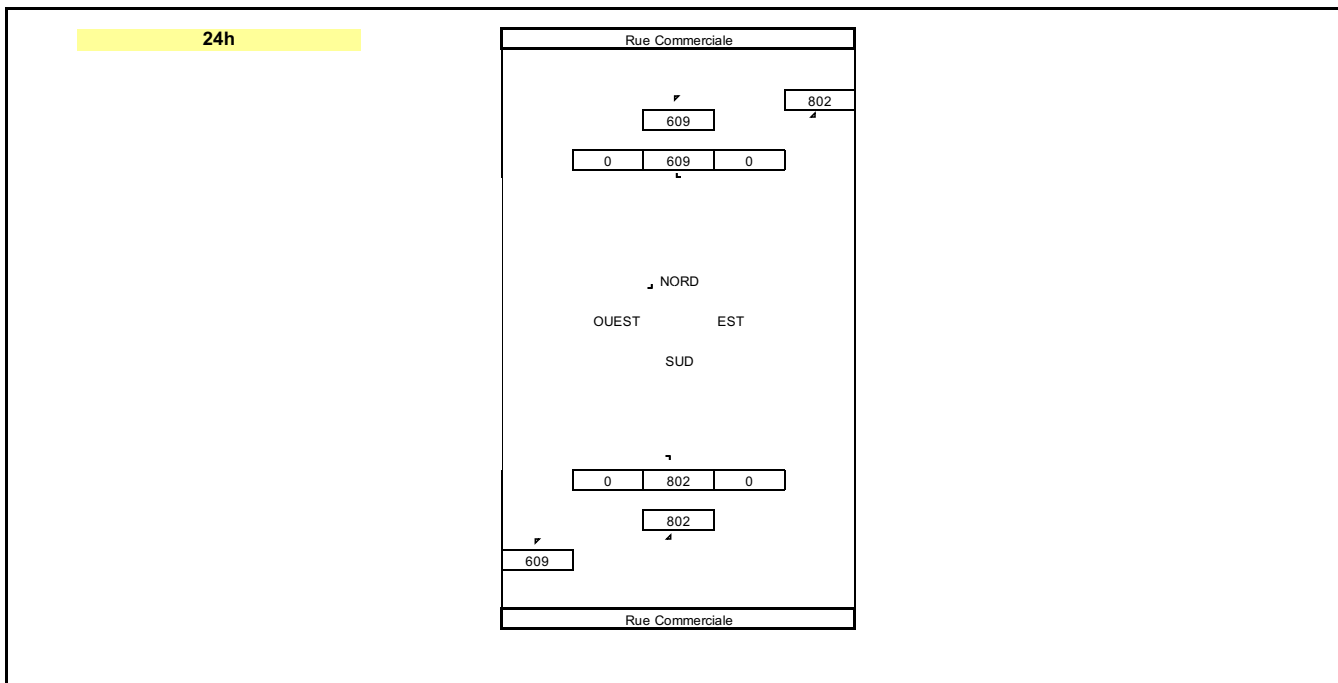 24h
Rue Commerciale
802
609
0 609 0
NORD
OUEST EST
SUD
0 802 0
802
609
Rue Commerciale